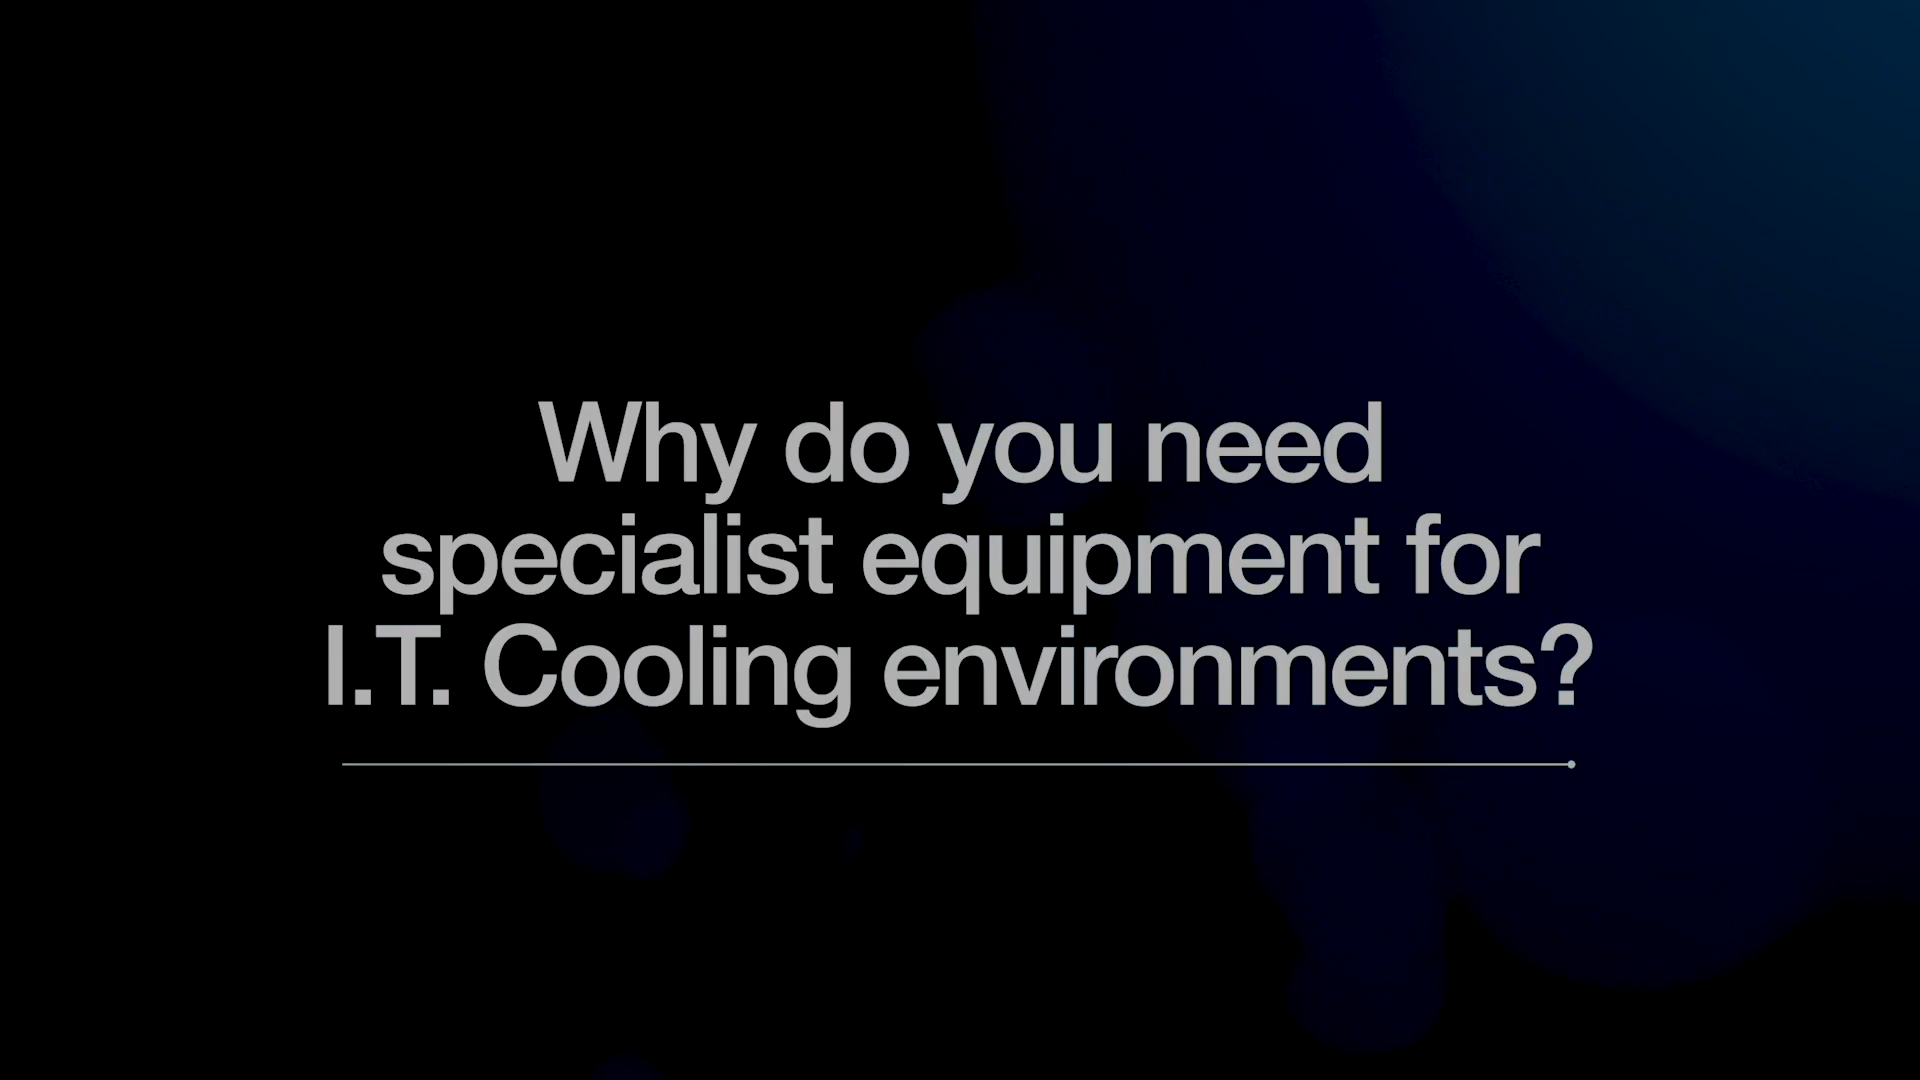 Why do you need
specialist equipment for
I.T. Cooling environments?